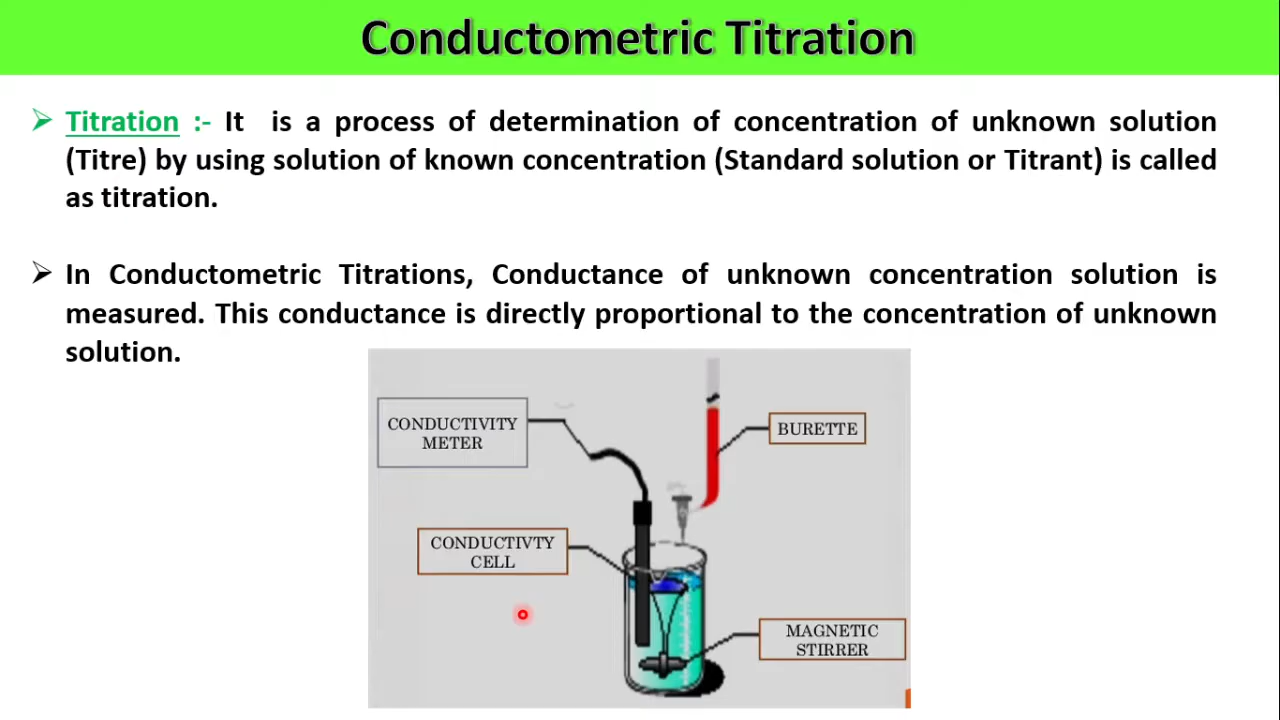 Conductometric Titration
➢ Titration :- It is a process of determination of concentration of unknown solution
(Titre) by using solution of known concentration (Standard solution or Titrant) is called
as titration.
➢ In Conductometric Titrations, Conductance of unknown concentration solution is
measured. This conductance is directly proportional to the concentration of unknown
solution.
CONDUCTIVITY
METER
BURETTE
CONDUCTIVTY
CELL
MAGNETIC
STIRRER